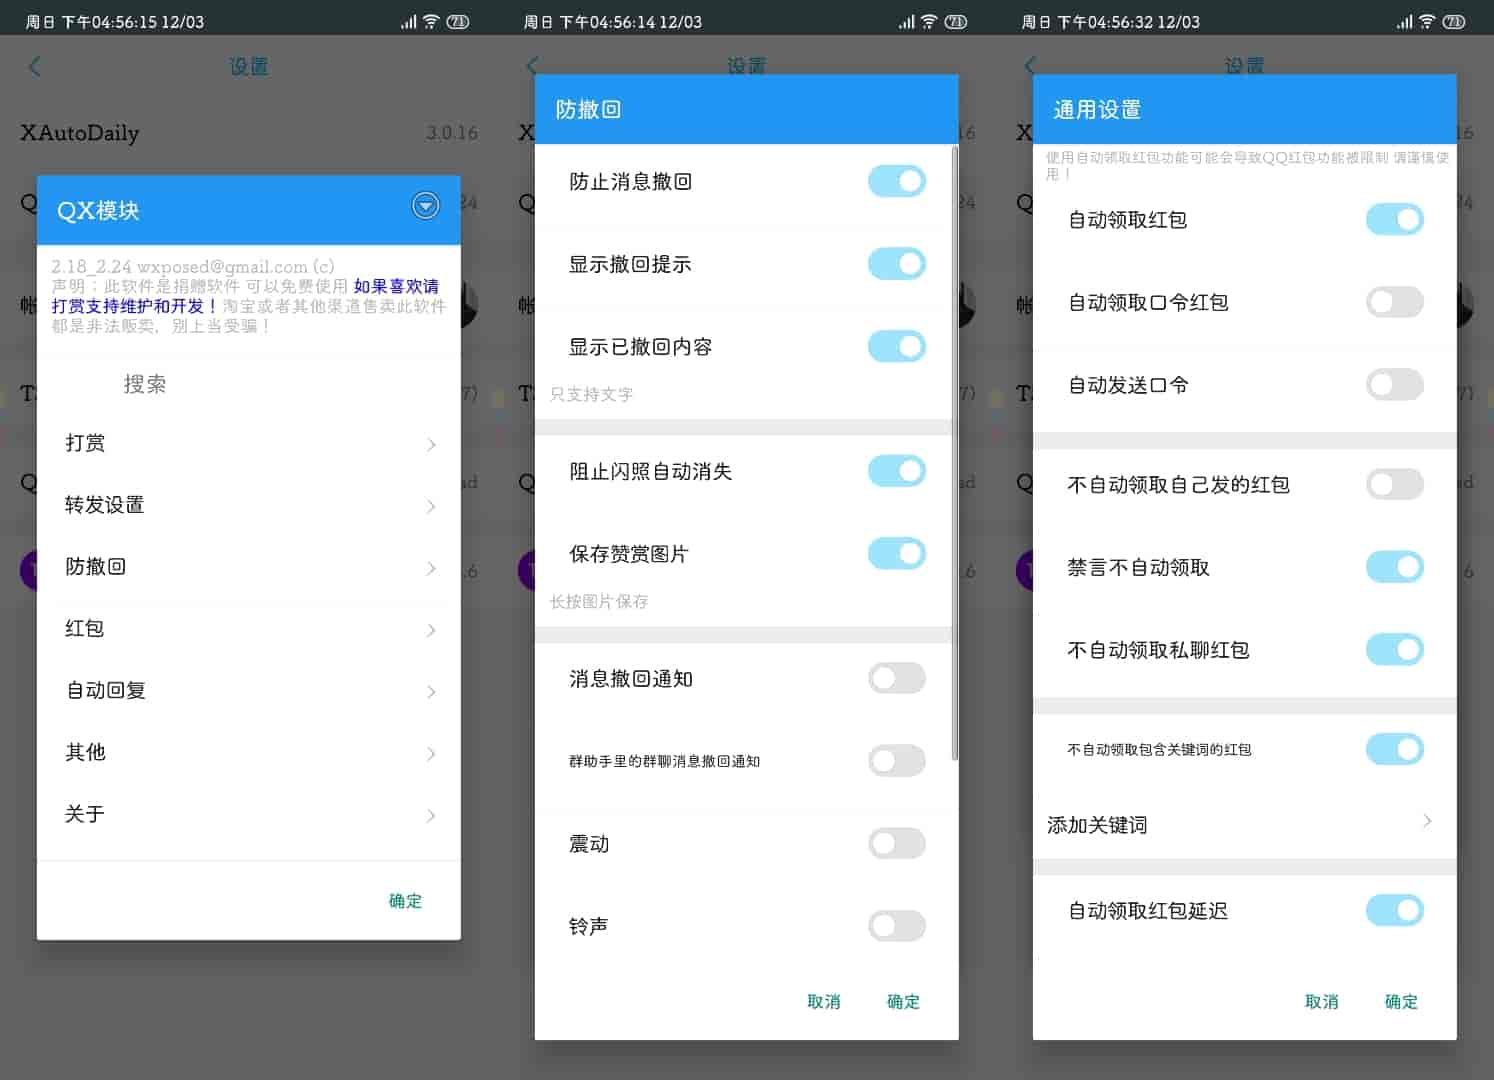 周日 下午04:56:15 12/03
71
设置
XAutoDaily
3.0.16
QX模块
2.18_2.24 wxposed@gmail.com (c)
声明：此软件是捐赠软件 可以免费使用 如果喜欢请
打赏支持维护和开发！淘宝或者其他渠道售卖此软件
都是非法贩卖，别上当受骗！
搜索
打赏
转发设置
防撤回
红包
自动回复
其他
关于
确定
周日 下午04:56:14 12/03
71
设置
防撤回
防止消息撤回
显示撤回提示
显示已撤回内容
只支持文字
阻止闪照自动消失
保存赞赏图片
长按图片保存
消息撤回通知
群助手里的群聊消息撤回通知
震动
铃声
取消
确定
周日 下午04:56:32 12/03
71
设置
通用设置
使用自动领取红包功能可能会导致QQ红包功能被限制 请谨慎使
用！
自动领取红包
自动领取口令红包
自动发送口令
不自动领取自己发的红包
禁言不自动领取
不自动领取私聊红包
不自动领取包含关键词的红包
添加关键词
自动领取红包延迟
取消
确定